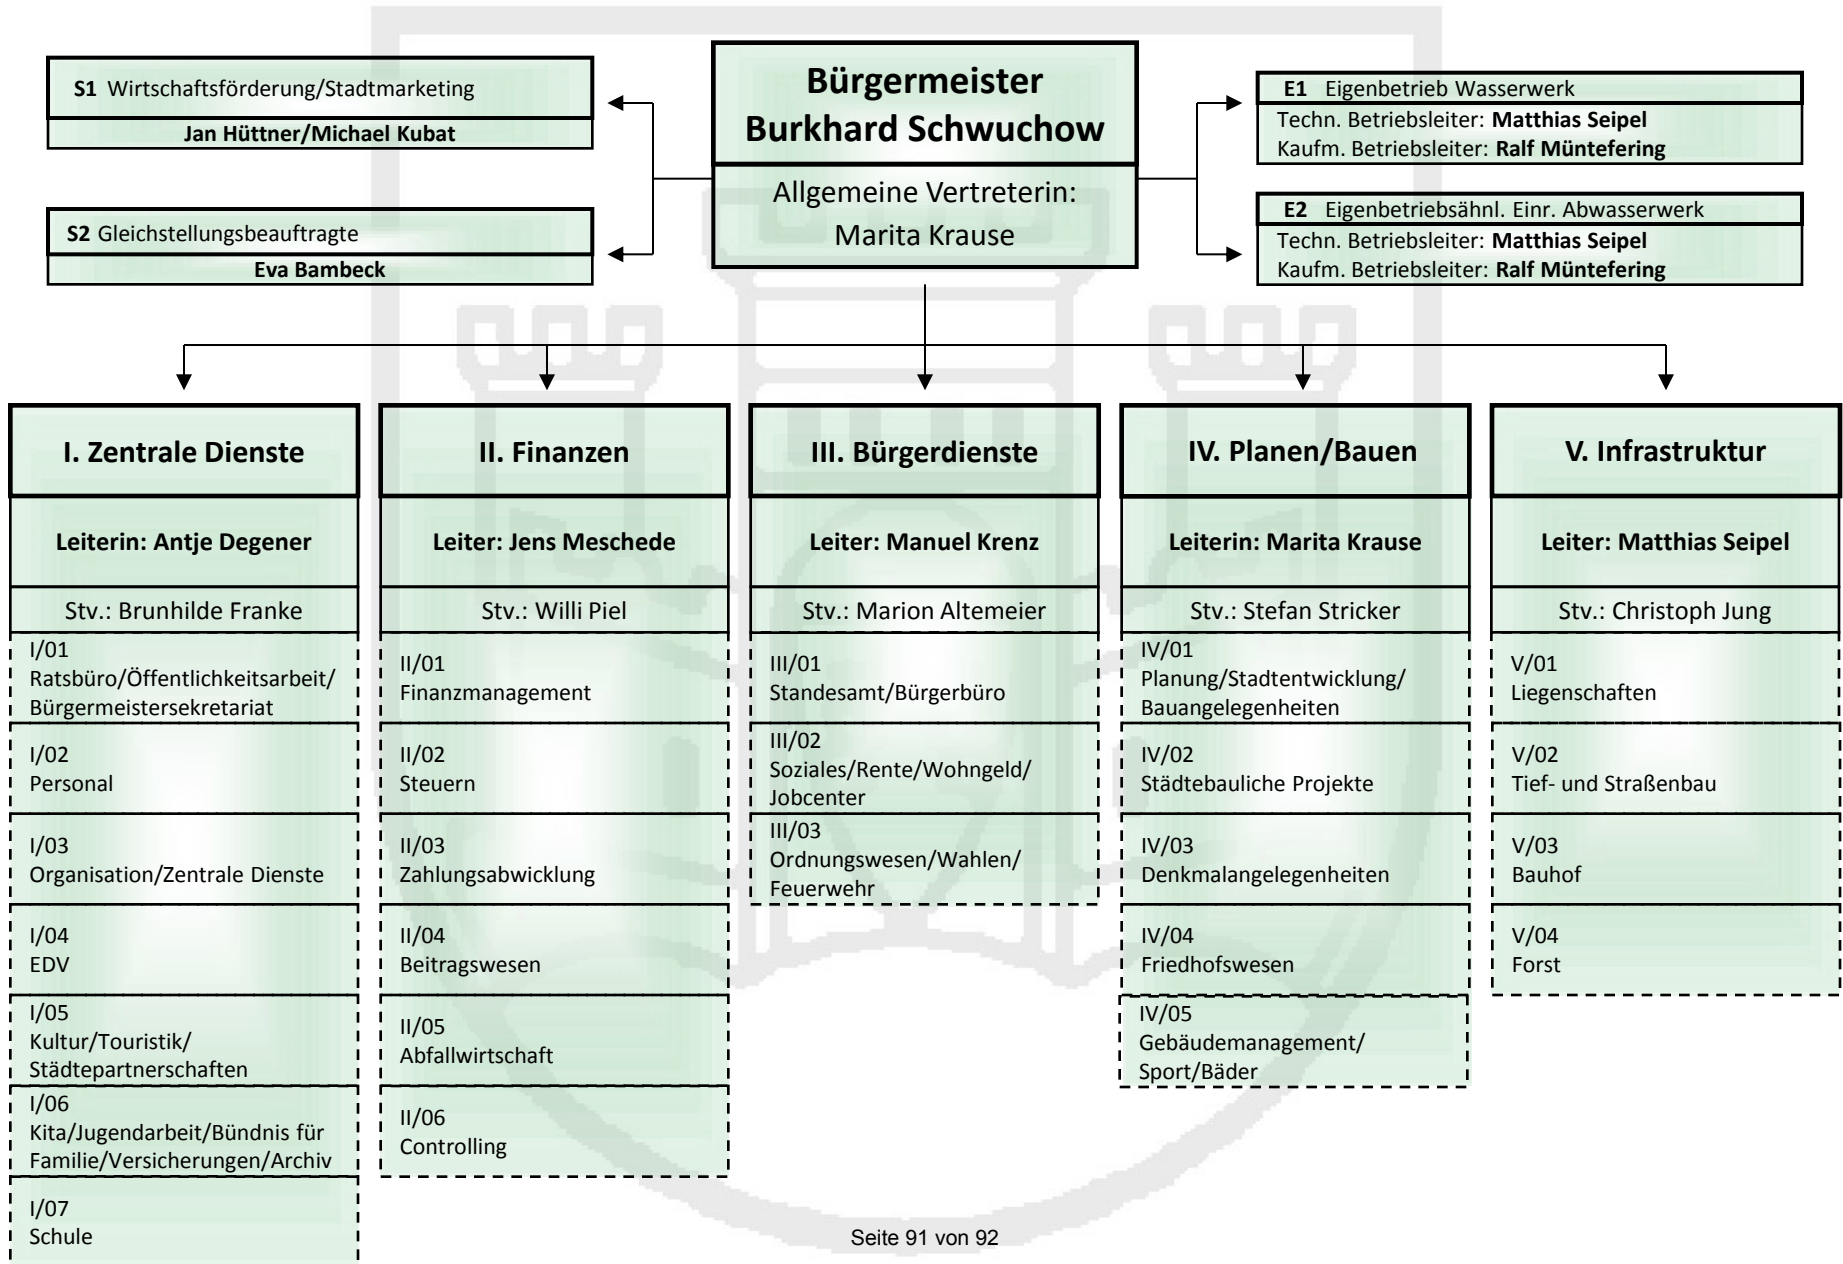 S1 Wirtschaftsförderung/Stadtmarketing
Jan Hüttner/Michael Kubat
S2 Gleichstellungsbeauftragte
Eva Bambeck
Bürgermeister
Burkhard Schwuchow
Allgemeine Vertreterin:
Marita Krause
E1 Eigenbetrieb Wasserwerk
Techn. Betriebsleiter: Matthias Seipel
Kaufm. Betriebsleiter: Ralf Müntefering
E2 Eigenbetriebsähnl. Einr. Abwasserwerk
Techn. Betriebsleiter: Matthias Seipel
Kaufm. Betriebsleiter: Ralf Müntefering
I. Zentrale Dienste
Leiterin: Antje Degener
Stv.: Brunhilde Franke
I/01
Ratsbüro/Öffentlichkeitsarbeit/
Bürgermeistersekretariat
I/02
Personal
I/03
Organisation/Zentrale Dienste
I/04
EDV
I/05
Kultur/Touristik/
Städtepartnerschaften
I/06
Kita/Jugendarbeit/Bündnis für
Familie/Versicherungen/Archiv
I/07
Schule
II. Finanzen
Leiter: Jens Meschede
Stv.: Willi Piel
II/01
Finanzmanagement
II/02
Steuern
II/03
Zahlungsabwicklung
II/04
Beitragswesen
II/05
Abfallwirtschaft
II/06
Controlling
III. Bürgerdienste
Leiter: Manuel Krenz
Stv.: Marion Altemeier
III/01
Standesamt/Bürgerbüro
III/02
Soziales/Rente/Wohngeld/
Jobcenter
III/03
Ordnungswesen/Wahlen/
Feuerwehr
IV. Planen/Bauen
Leiterin: Marita Krause
Stv.: Stefan Stricker
IV/01
Planung/Stadtentwicklung/
Bauangelegenheiten
IV/02
Städtebauliche Projekte
IV/03
Denkmalangelegenheiten
IV/04
Friedhofswesen
IV/05
Gebäudemanagement/
Sport/Bäder
V. Infrastruktur
Leiter: Matthias Seipel
Stv.: Christoph Jung
V/01
Liegenschaften
V/02
Tief- und Straßenbau
V/03
Bauhof
V/04
Forst
Seite 91 von 92